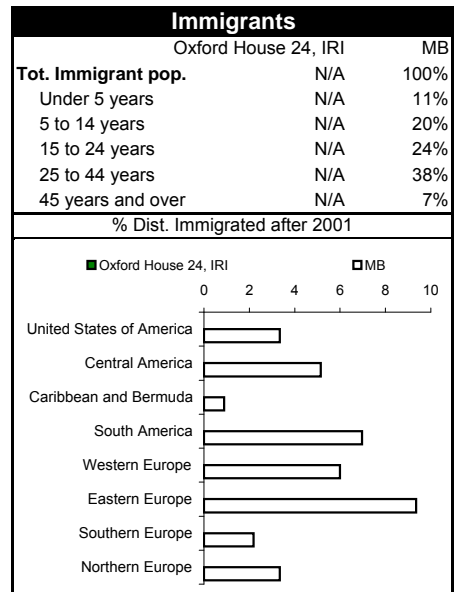 Immigrants
Oxford House 24, IRI MB
Tot. Immigrant pop. N/A 100%
Under 5 years N/A 11%
5 to 14 years N/A 20%
15 to 24 years N/A 24%
25 to 44 years N/A 38%
45 years and over N/A 7%
% Dist. Immigrated after 2001
Oxford House 24, IRI MB
0 2 4 6 8 10
United States of America
Central America
Caribbean and Bermuda
South America
Western Europe
Eastern Europe
Southern Europe
Northern Europe